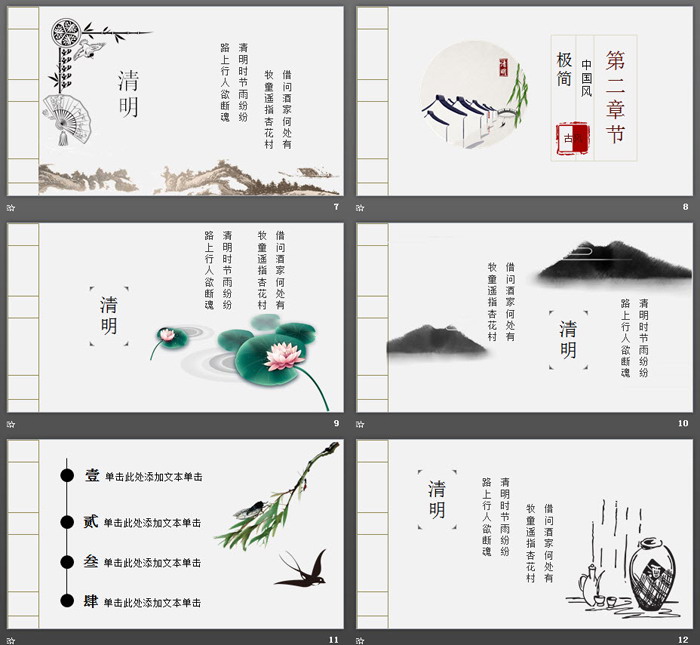 清明
清明时节雨纷纷
路上行人欲断魂
借问酒家何处有
牧童遥指杏花村
7
第二章节
中国风
极简
清明
古
8
清明
清明时节雨纷纷
路上行人欲断魂
借问酒家何处有
牧童遥指杏花村
9
清明
清明时节雨纷纷
路上行人欲断魂
借问酒家何处有
牧童遥指杏花村
10
壹 单击此处添加文本单击
贰 单击此处添加文本单击
叁 单击此处添加文本单击
肆 单击此处添加文本单击
11
清明
清明时节雨纷纷
路上行人欲断魂
借问酒家何处有
牧童遥指杏花村
12